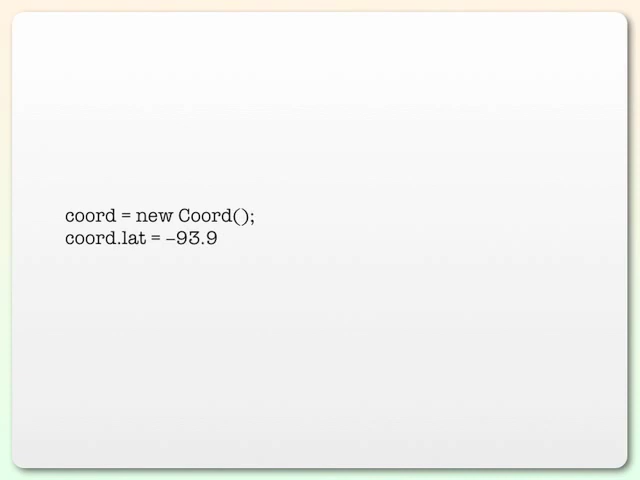 coord = new Coord();
coord.lat = –93.9